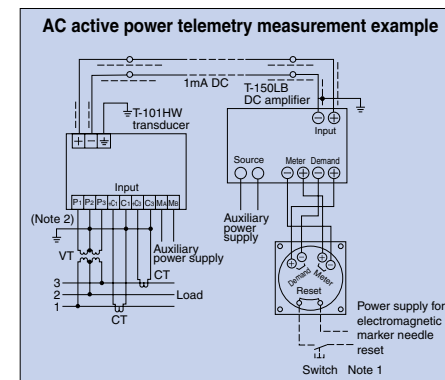 AC active power telemetry measurement example
1mA DC
T-150LB
DC amplifier
T-101HW
transducer
+ − ⏚
− +
Input
Source Meter Demand
− + − +
Input
P1 P2 P3 +C1 C1 +C3 C3 MA MB
(Note 2)
Auxiliary
power supply
Auxiliary
power
supply
VT
CT
3
2
1
Load
CT
+ − + −
Demand Meter
Reset
Power supply for
electromagnetic
marker needle
reset
Switch Note 1